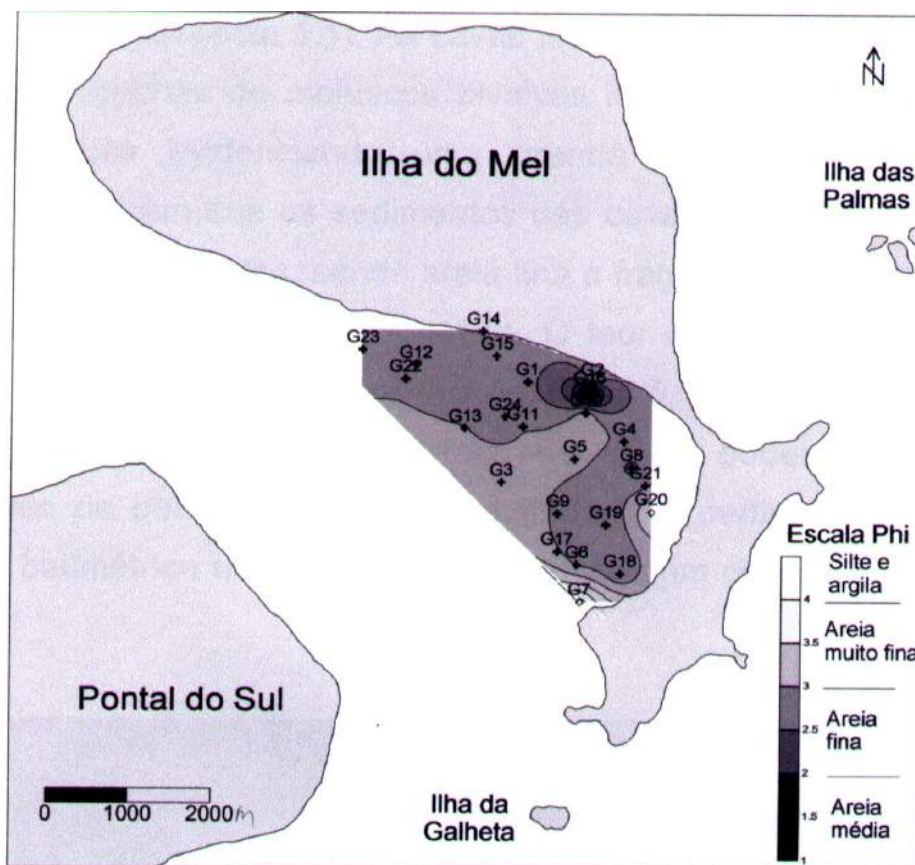 N
Ilha do Mel
Ilha das
Palmas
G14
G23
G15
G12
G22
G1
G2
G24
G13
G11
G4
G5
G8
G3
G21
G20
G9
G19
G17
G6
G18
G7
Escala Phi
Silte e
argila
4
Areia
muito fina
3.5
3
Areia
fina
2.5
2
Areia
média
1.5
1
Pontal do Sul
0 1000 2000m
Ilha da
Galheta